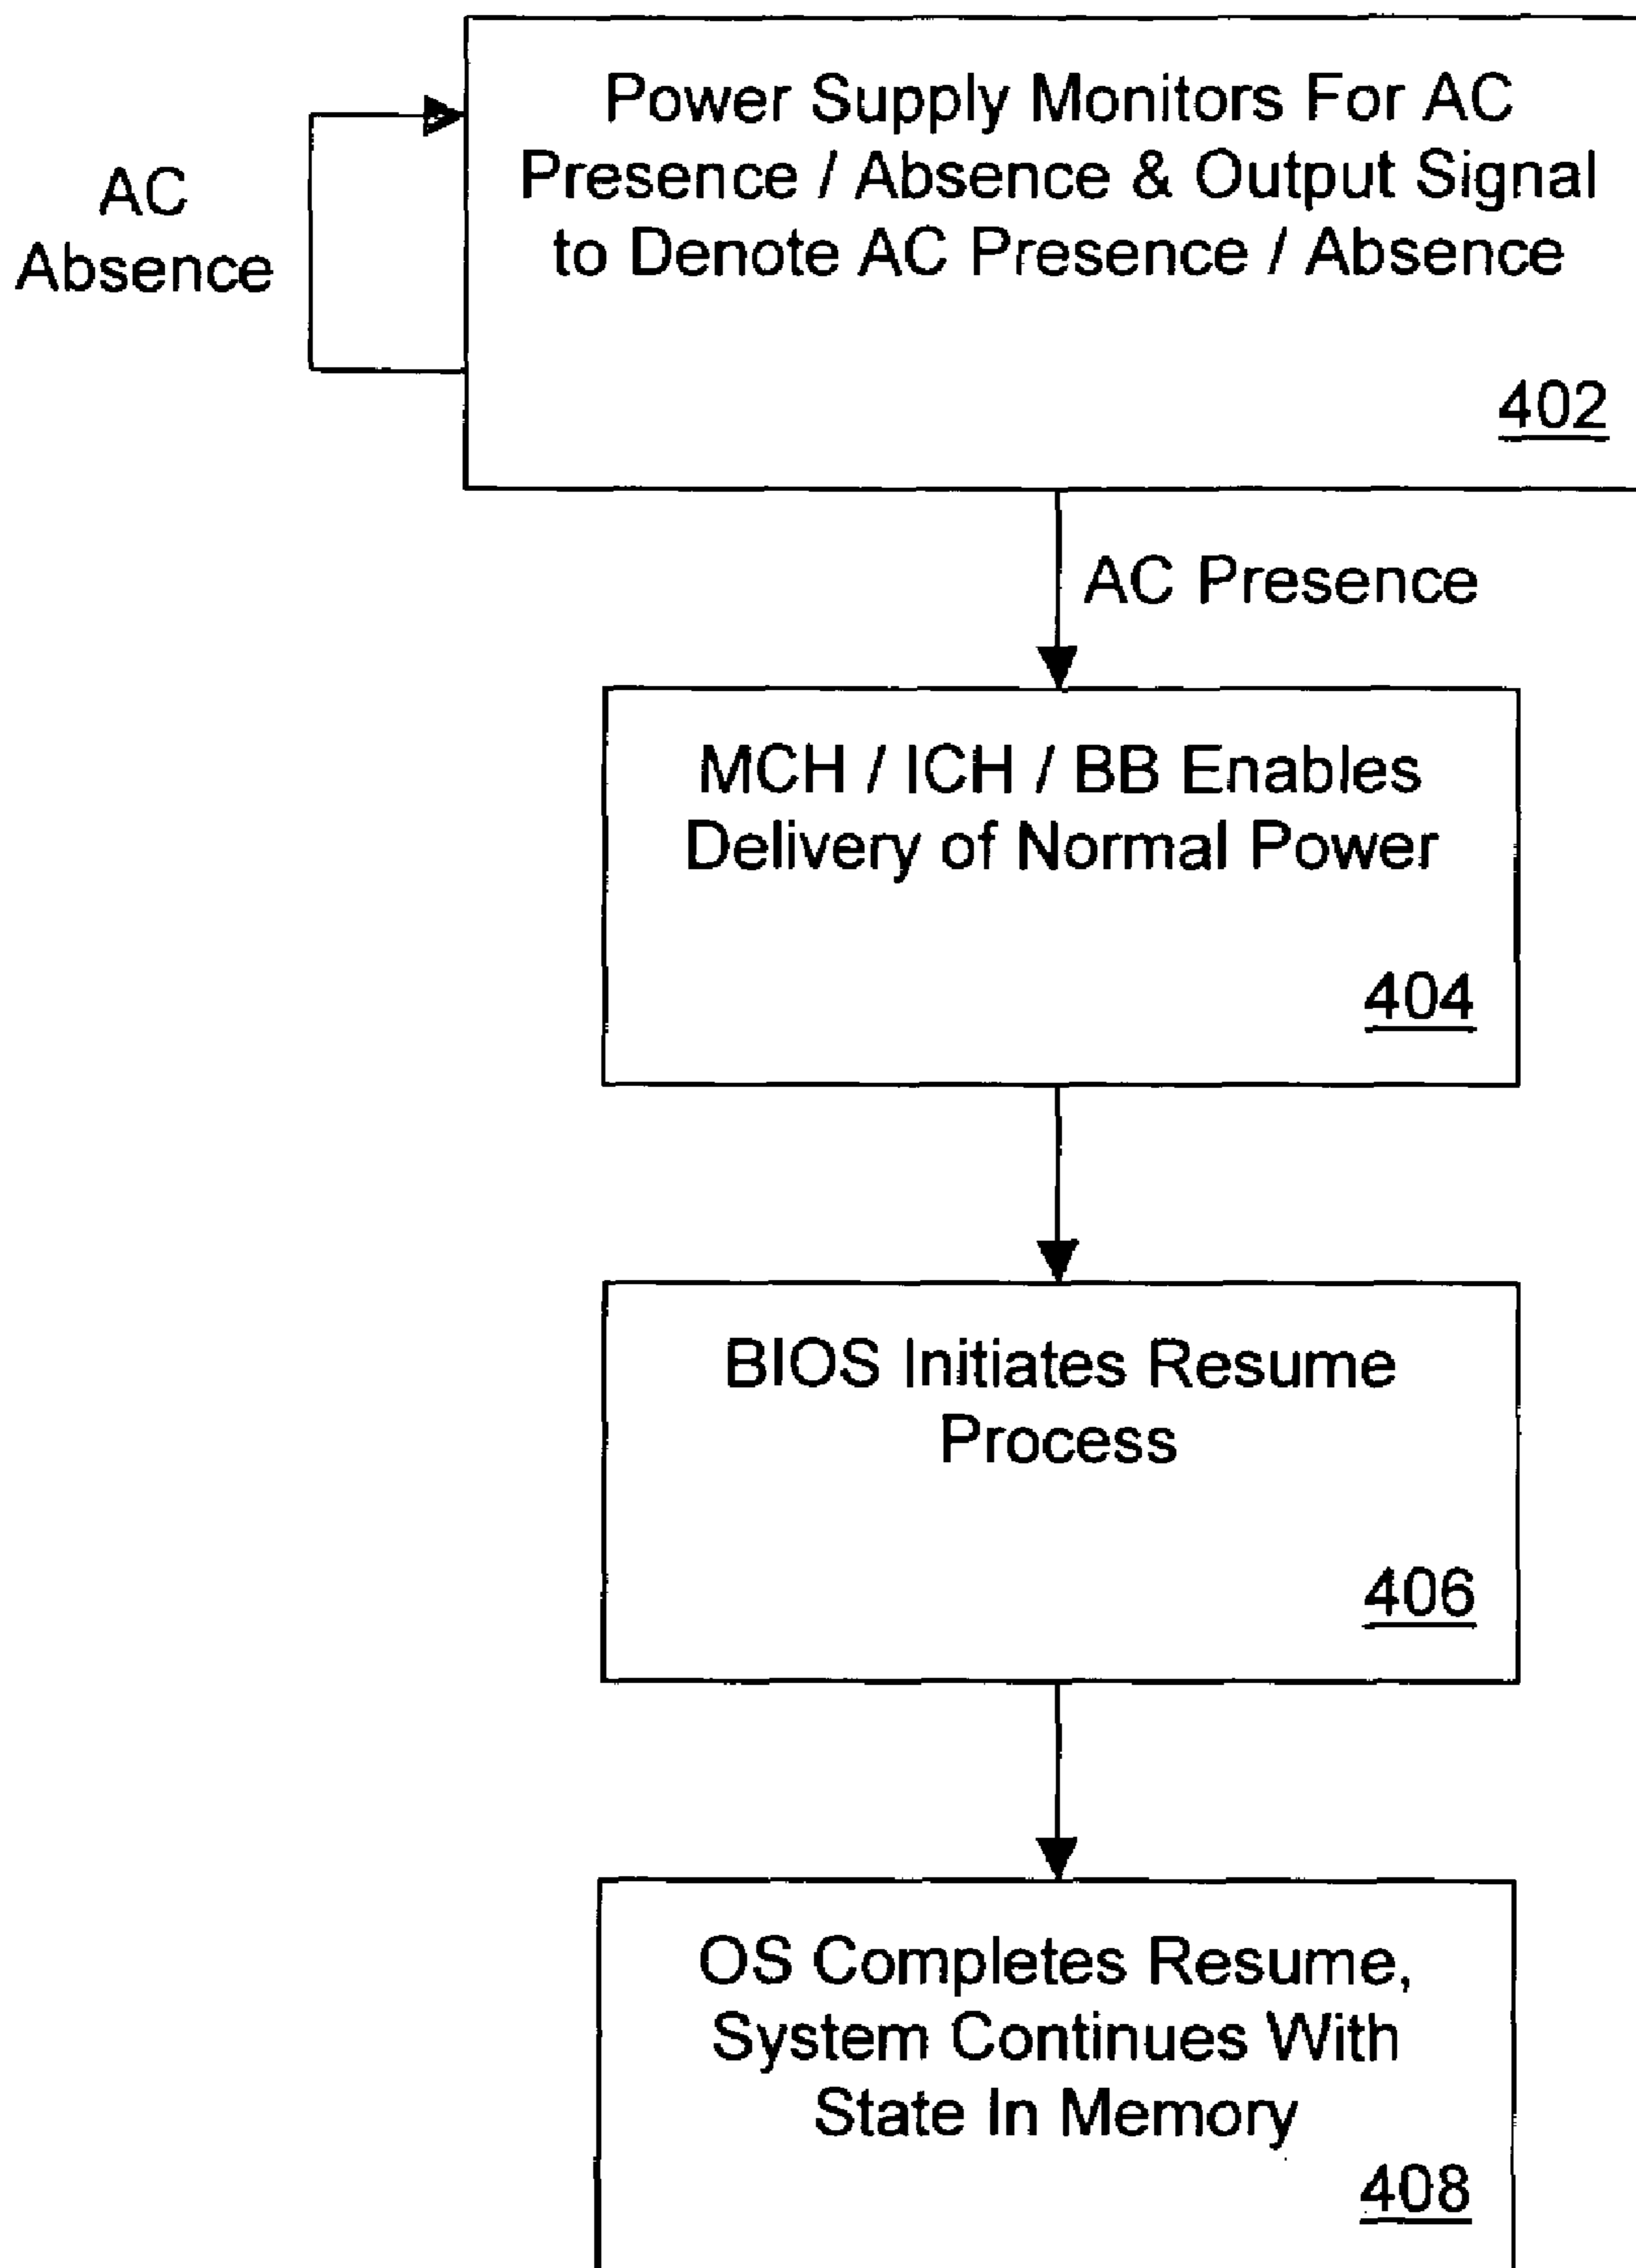 Power Supply Monitors For AC
Presence / Absence & Output Signal
to Denote AC Presence / Absence
402
AC
Absence
AC Presence
MCH / ICH / BB Enables
Delivery of Normal Power
404
BIOS Initiates Resume
Process
406
OS Completes Resume,
System Continues With
State In Memory
408